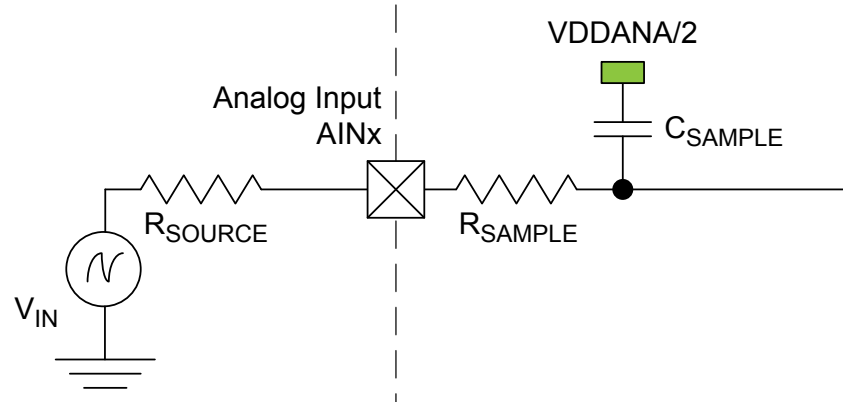 VDDANA/2
Analog Input
AINx
CSAMPLE
RSOURCE
RSAMPLE
VIN